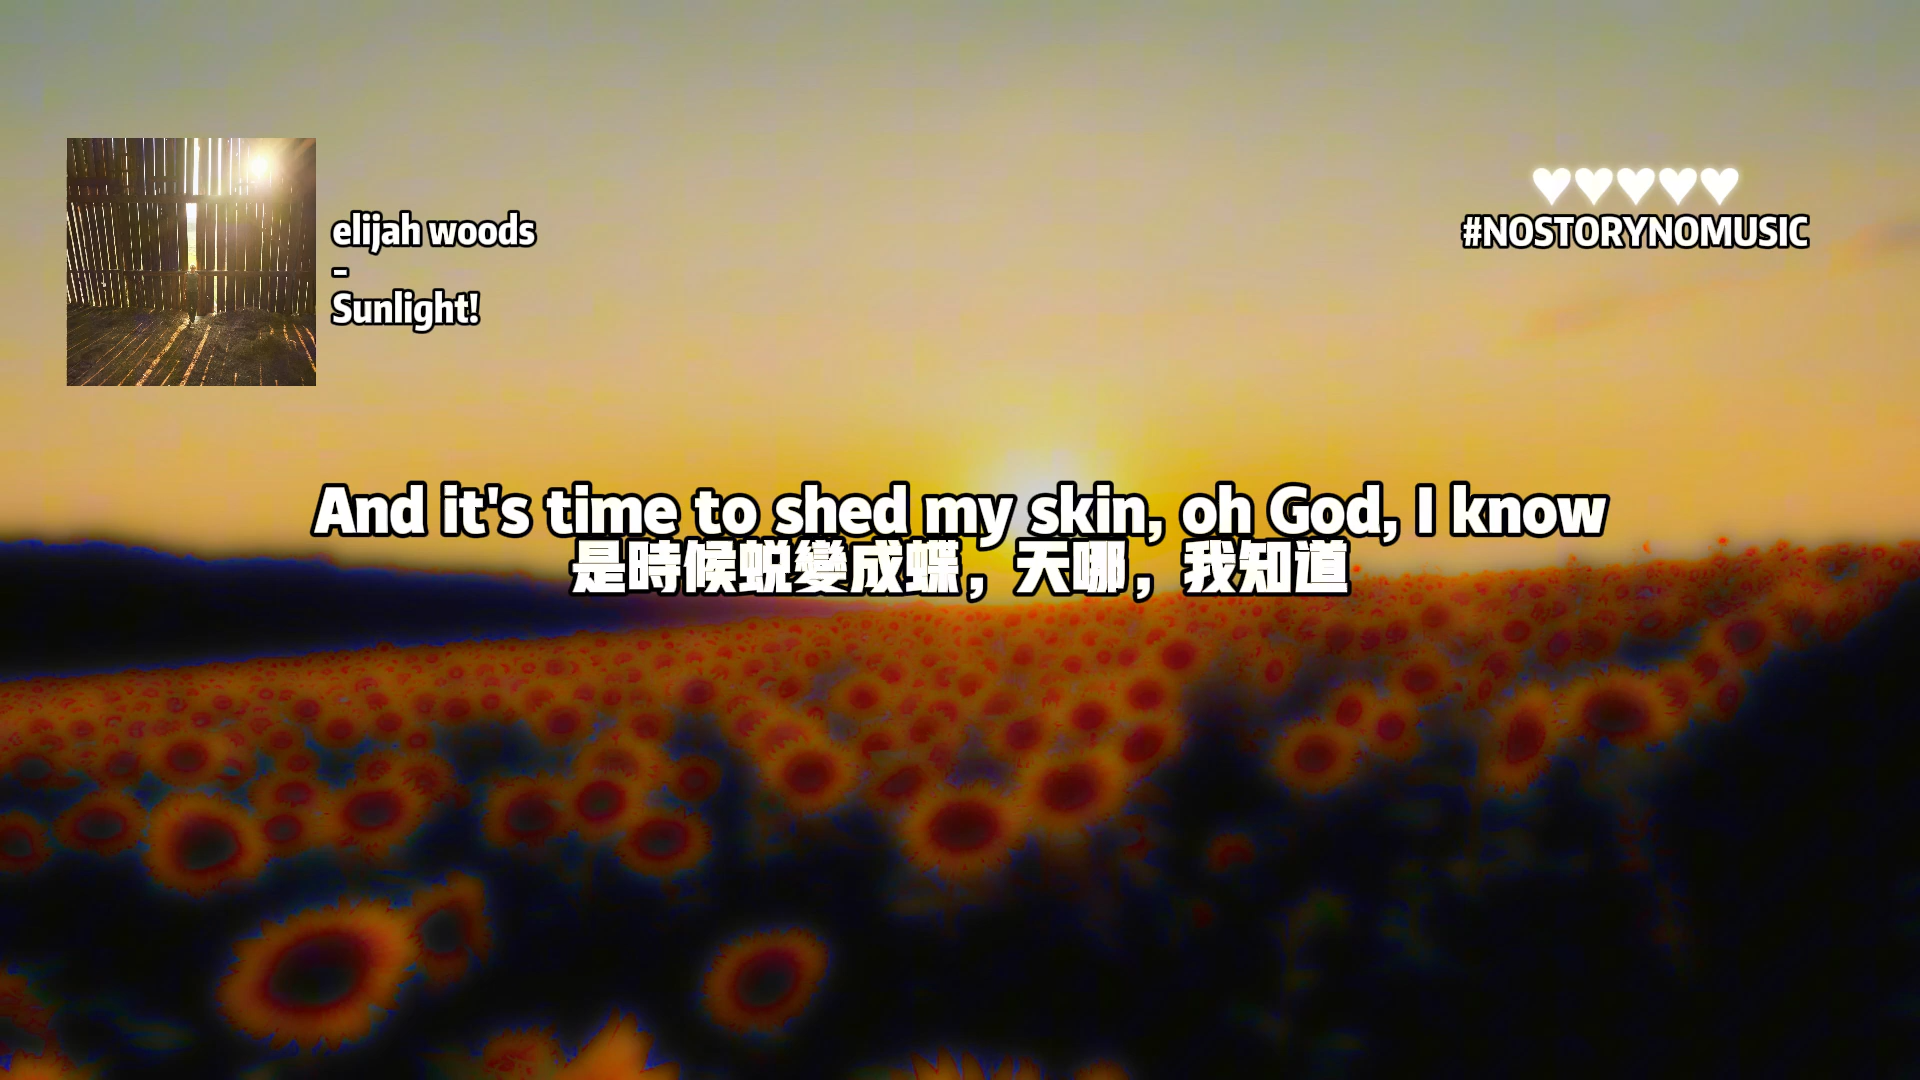 elijah woods
-
Sunlight!
♥♥♥♥♥
#NOSTORYNOMUSIC
And it's time to shed my skin, oh God, I know
是時候蛻變成蝶，天哪，我知道